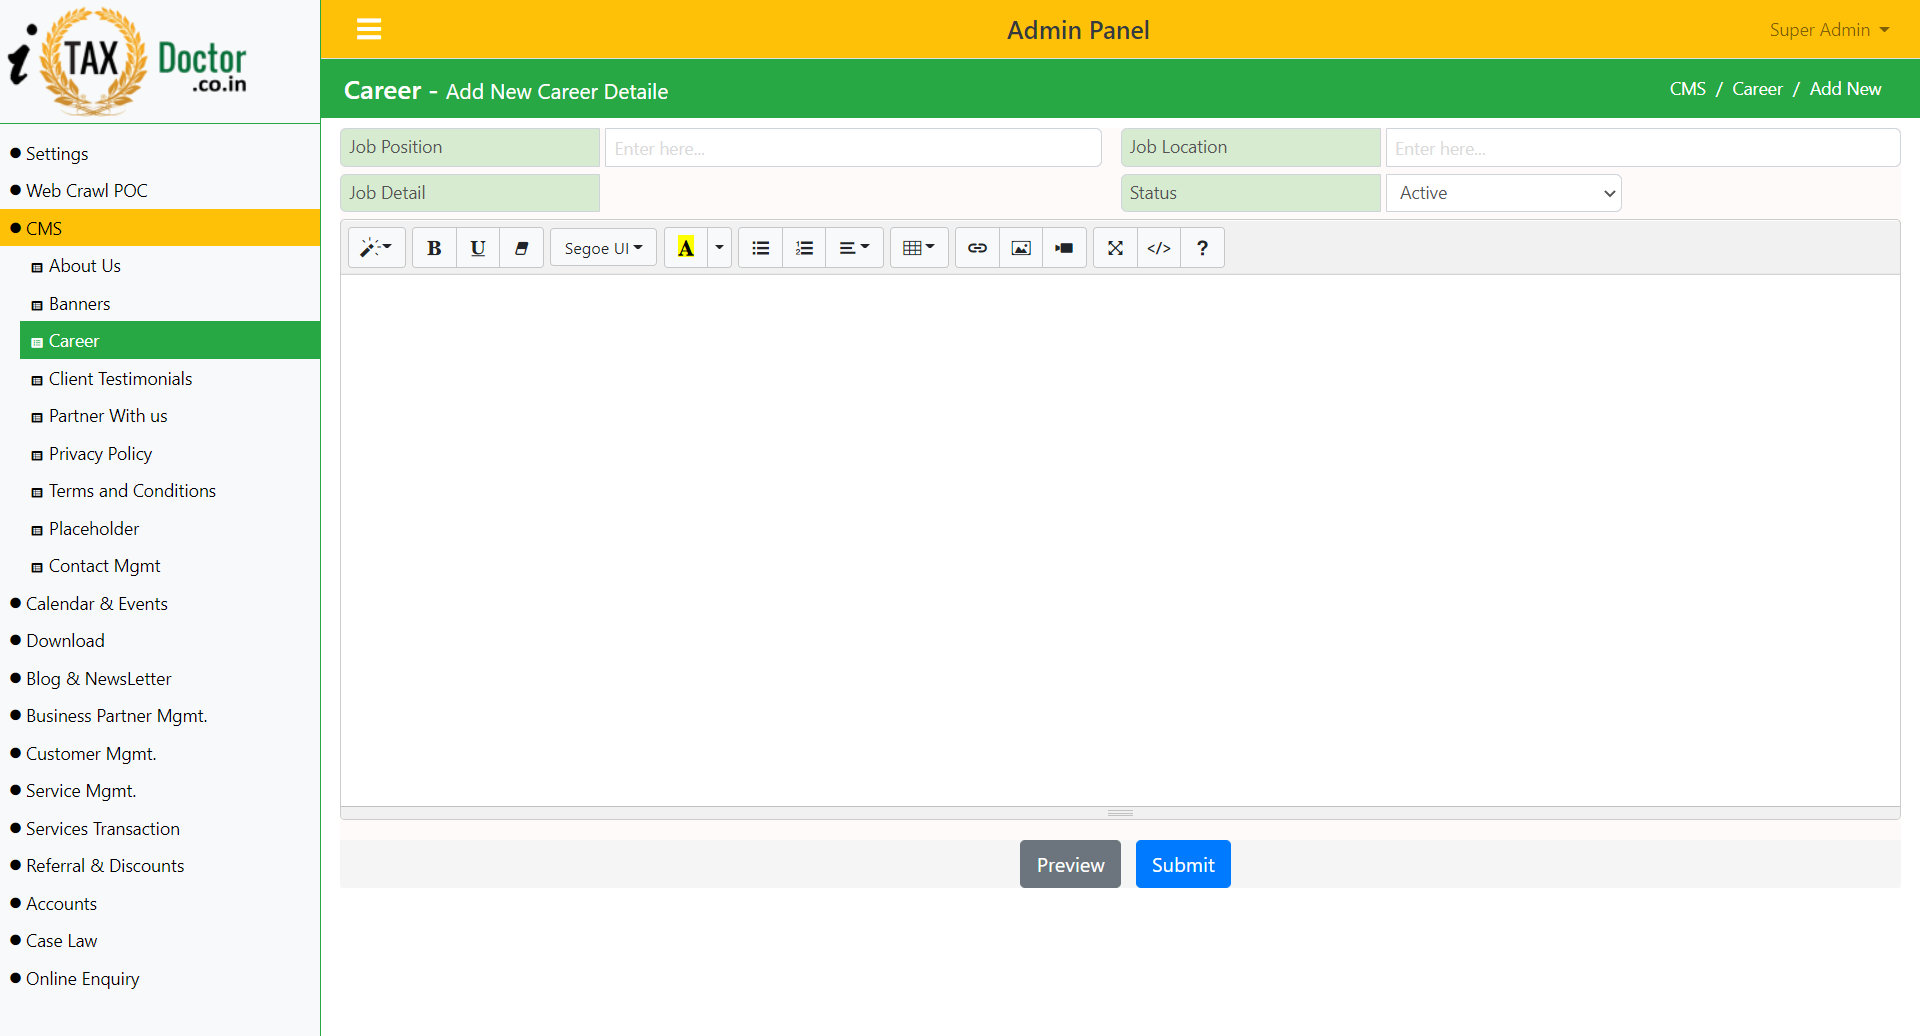 i TAX Doctor
.co.in
Admin Panel
Super Admin
Career - Add New Career Detaile
CMS / Career / Add New
Settings
Web Crawl POC
CMS
About Us
Banners
Career
Client Testimonials
Partner With us
Privacy Policy
Terms and Conditions
Placeholder
Contact Mgmt
Calendar & Events
Download
Blog & NewsLetter
Business Partner Mgmt.
Customer Mgmt.
Service Mgmt.
Services Transaction
Referral & Discounts
Accounts
Case Law
Online Enquiry
Job Position
Enter here...
Job Location
Enter here...
Job Detail
Status
Active
B U Segoe UI A </> ?
Preview
Submit